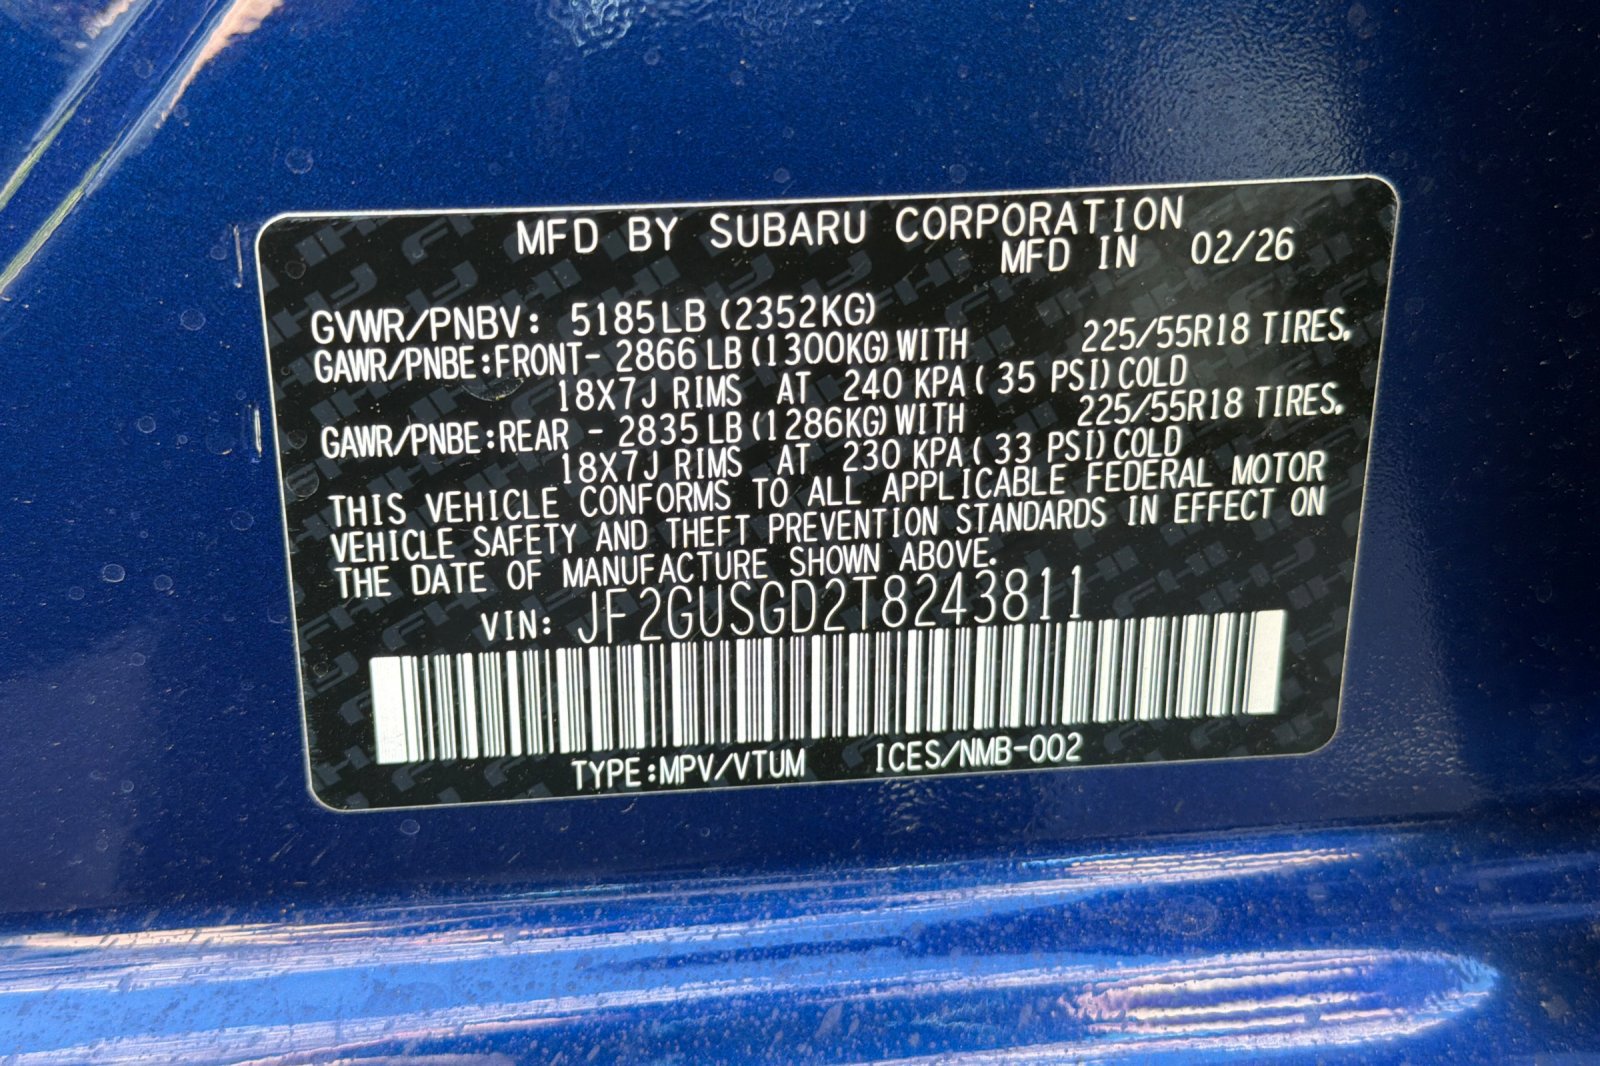 MFD BY SUBARU CORPORATION
MFD IN 02/26
GVWR/PNBV: 5185LB (2352KG)
GAWR/PNBE:FRONT- 2866 LB (1300KG) WITH 225/55R18 TIRES,
18X7J RIMS AT 240 KPA ( 35 PSI) COLD
GAWR/PNBE:REAR - 2835 LB (1286KG) WITH 225/55R18 TIRES,
18X7J RIMS AT 230 KPA ( 33 PSI) COLD
THIS VEHICLE CONFORMS TO ALL APPLICABLE FEDERAL MOTOR
VEHICLE SAFETY AND THEFT PREVENTION STANDARDS IN EFFECT ON
THE DATE OF MANUFACTURE SHOWN ABOVE.
VIN: JF2GUSGD2T8243811
TYPE:MPV/VTUM ICES/NMB-002